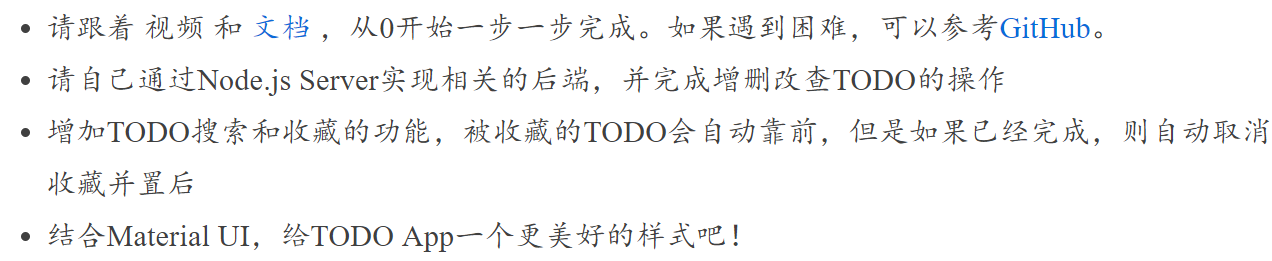 请跟着 视频 和 文档 ，从0开始一步一步完成。如果遇到困难，可以参考GitHub。
请自己通过Node.js Server实现相关的后端，并完成增删改查TODO的操作
增加TODO搜索和收藏的功能，被收藏的TODO会自动靠前，但是如果已经完成，则自动取消
收藏并置后
结合Material UI，给TODO App一个更美好的样式吧！